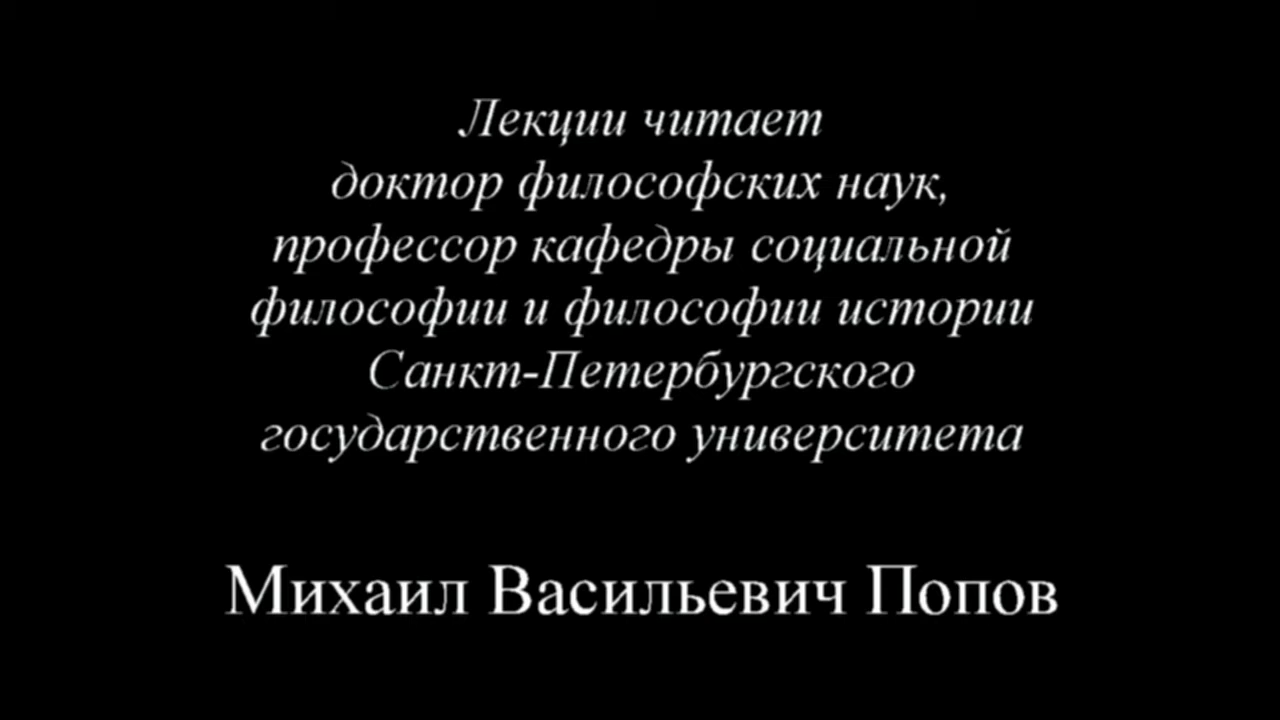 Лекции читает
доктор философских наук,
профессор кафедры социальной
философии и философии истории
Санкт-Петербургского
государственного университета
Михаил Васильевич Попов